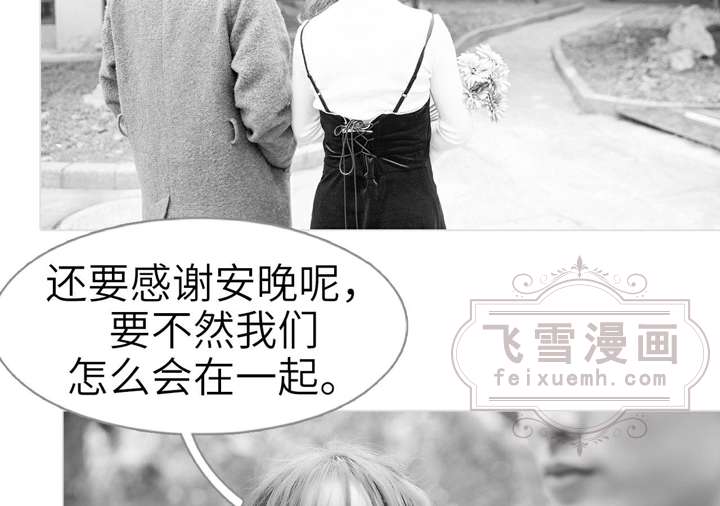 还要感谢安晚呢，
要不然我们
怎么会在一起。
飞雪漫画
feixuemh.com